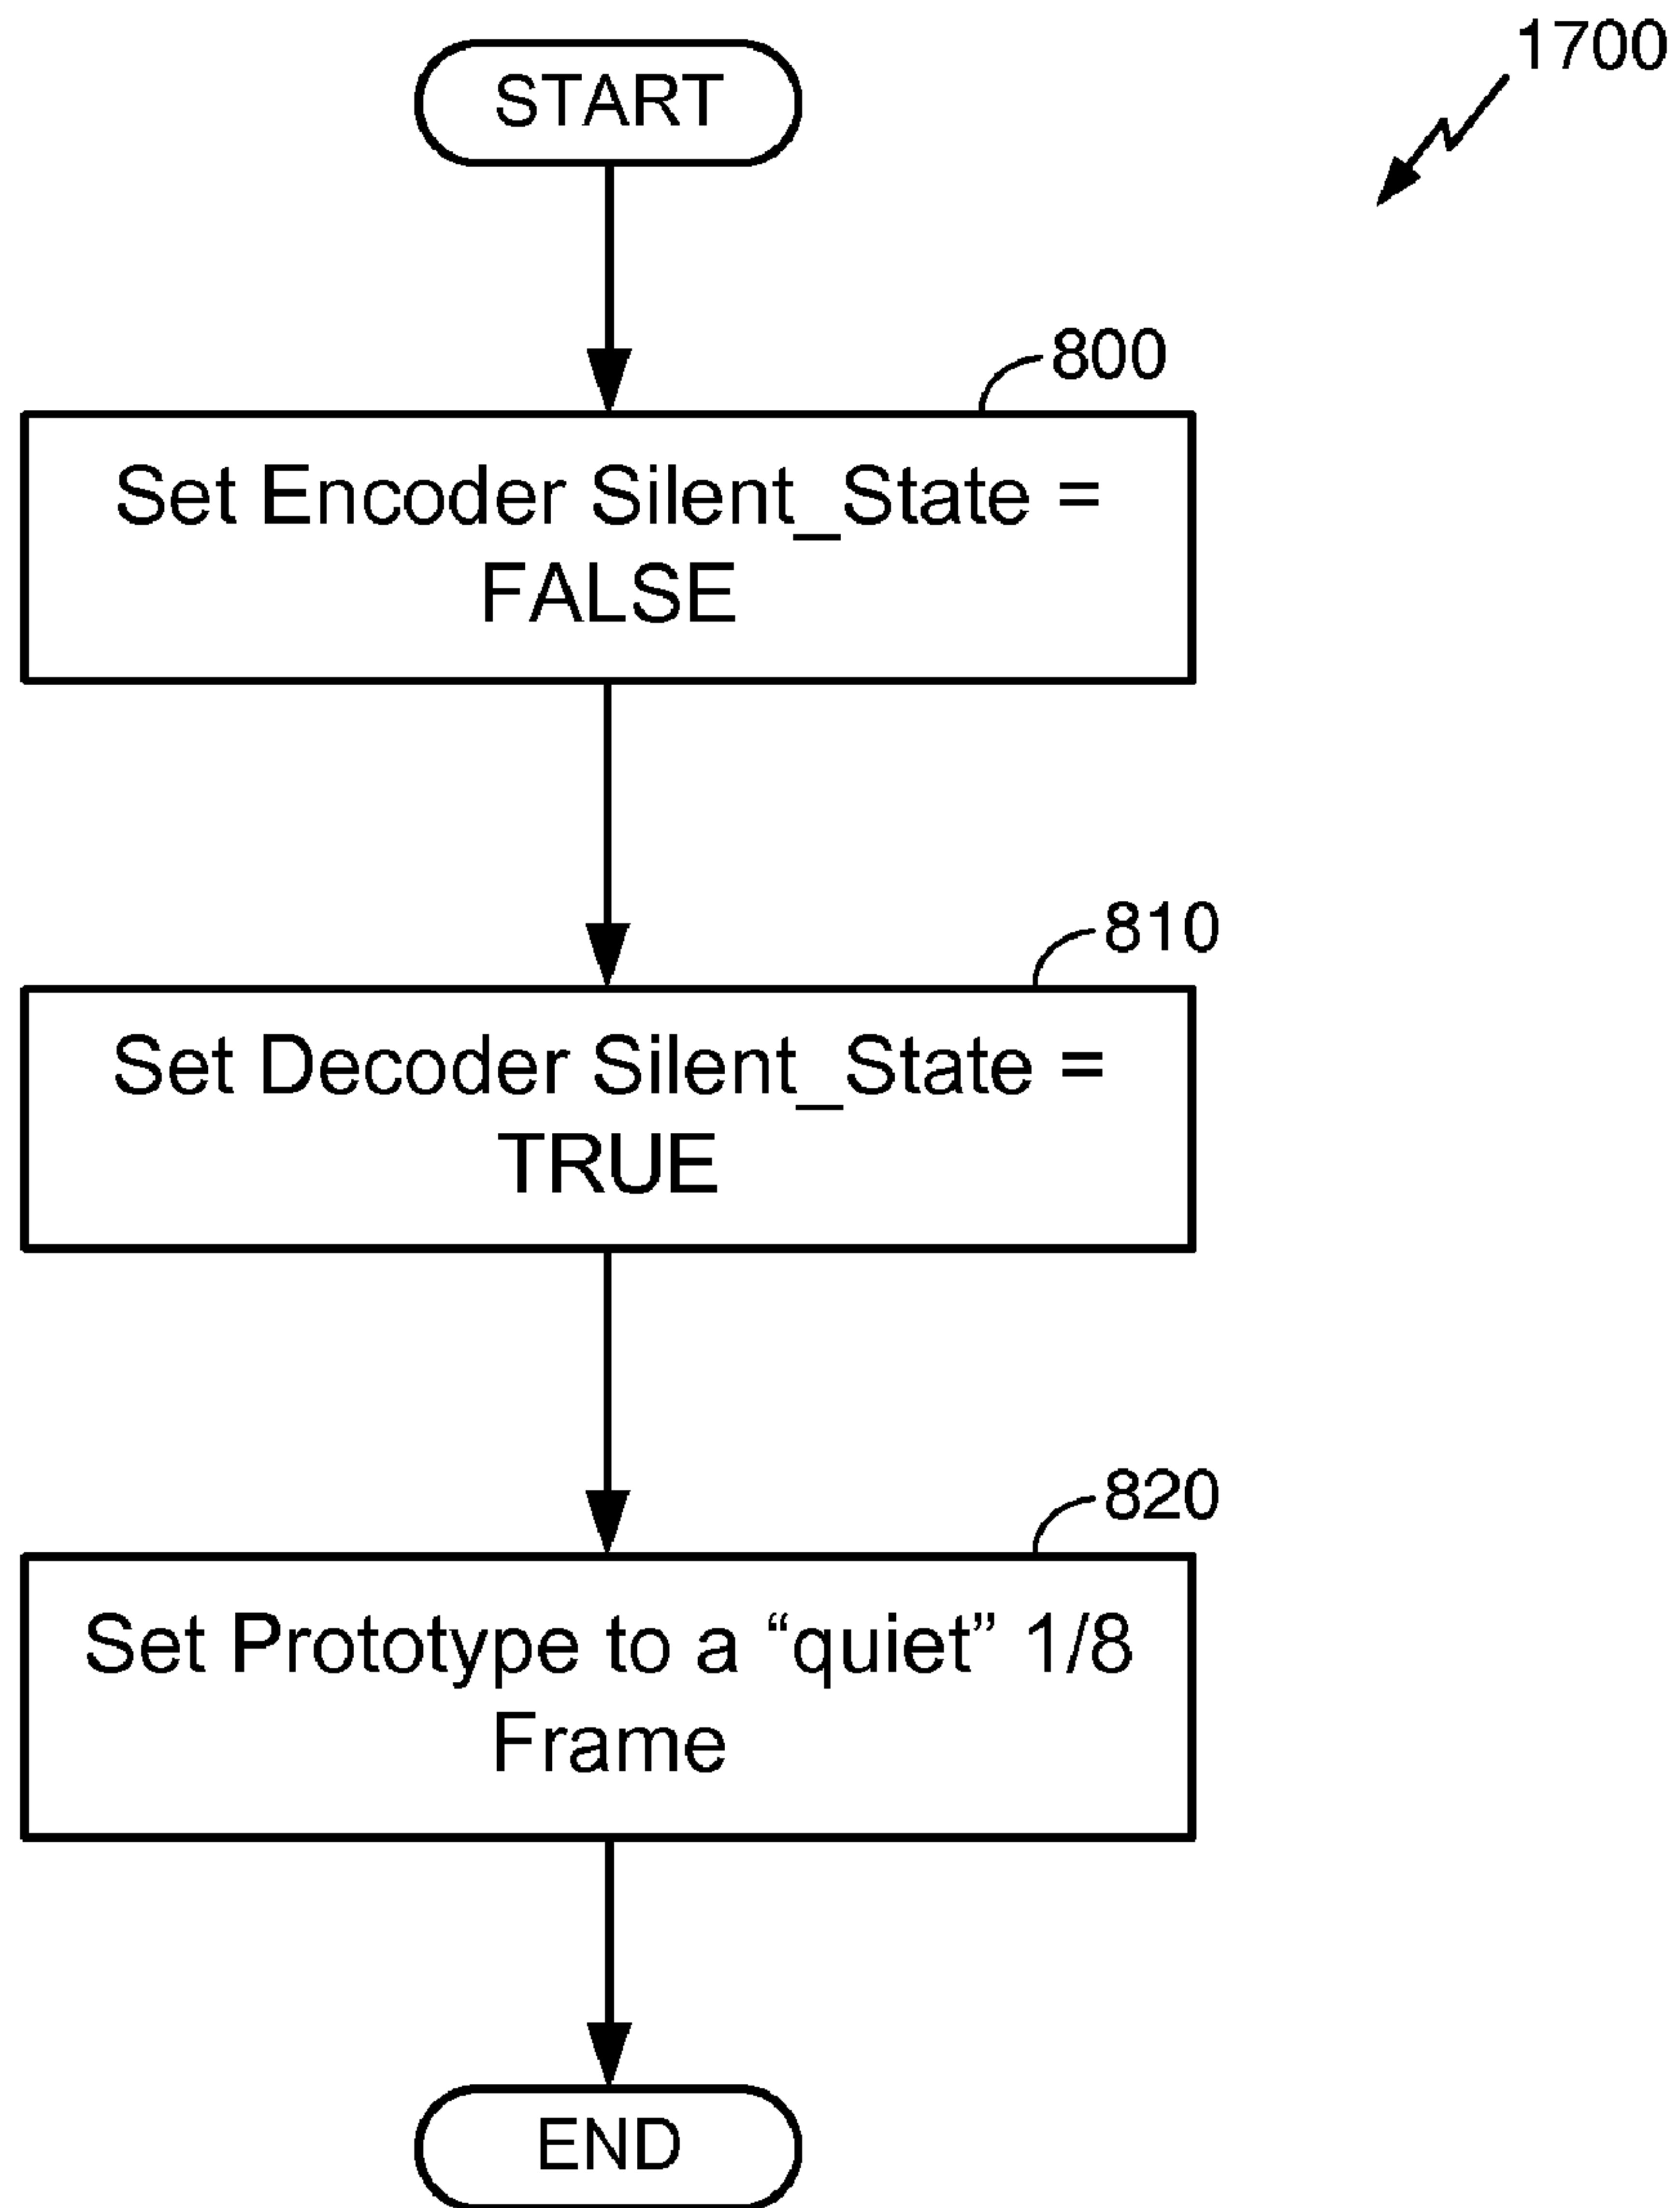 1700
START
800
Set Encoder Silent_State =
FALSE
810
Set Decoder Silent_State =
TRUE
820
Set Prototype to a “quiet” 1/8
Frame
END